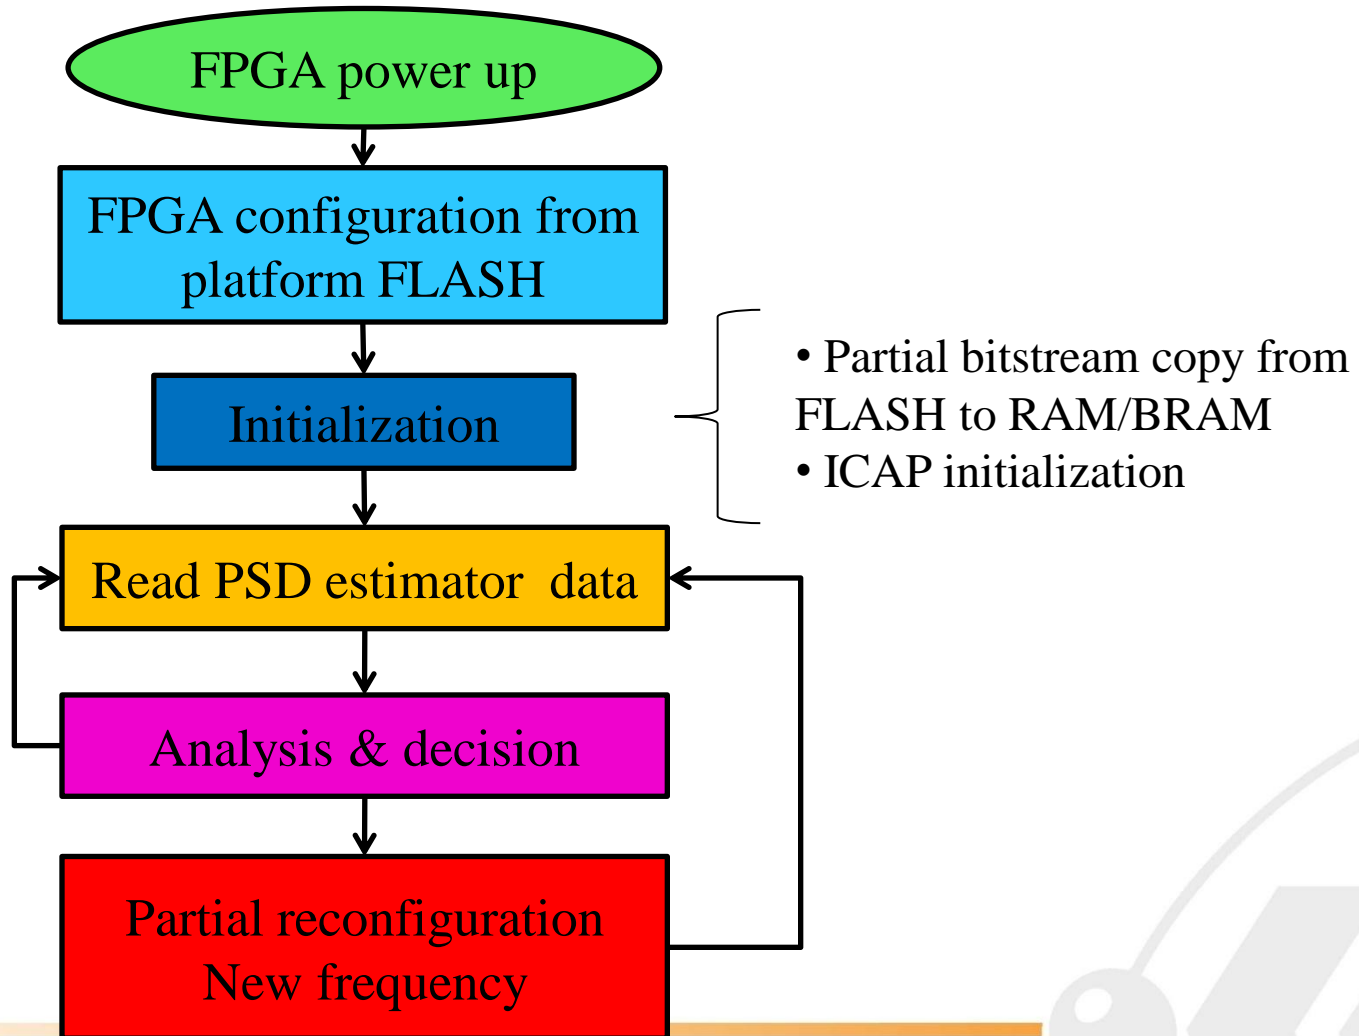 FPGA power up
FPGA configuration from
platform FLASH
Initialization
• Partial bitstream copy from
FLASH to RAM/BRAM
• ICAP initialization
Read PSD estimator  data
Analysis & decision
Partial reconfiguration
New frequency